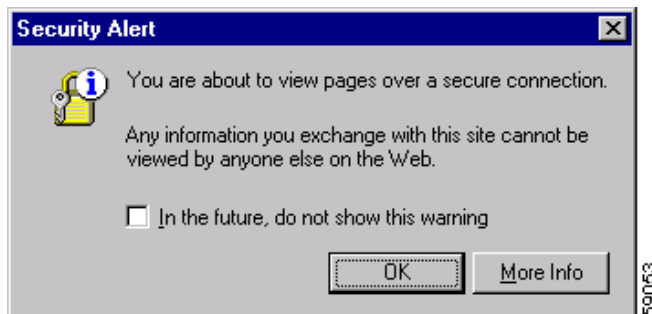 Security Alert
You are about to view pages over a secure connection.
Any information you exchange with this site cannot be
viewed by anyone else on the Web.
In the future, do not show this warning
OK
More Info
59053